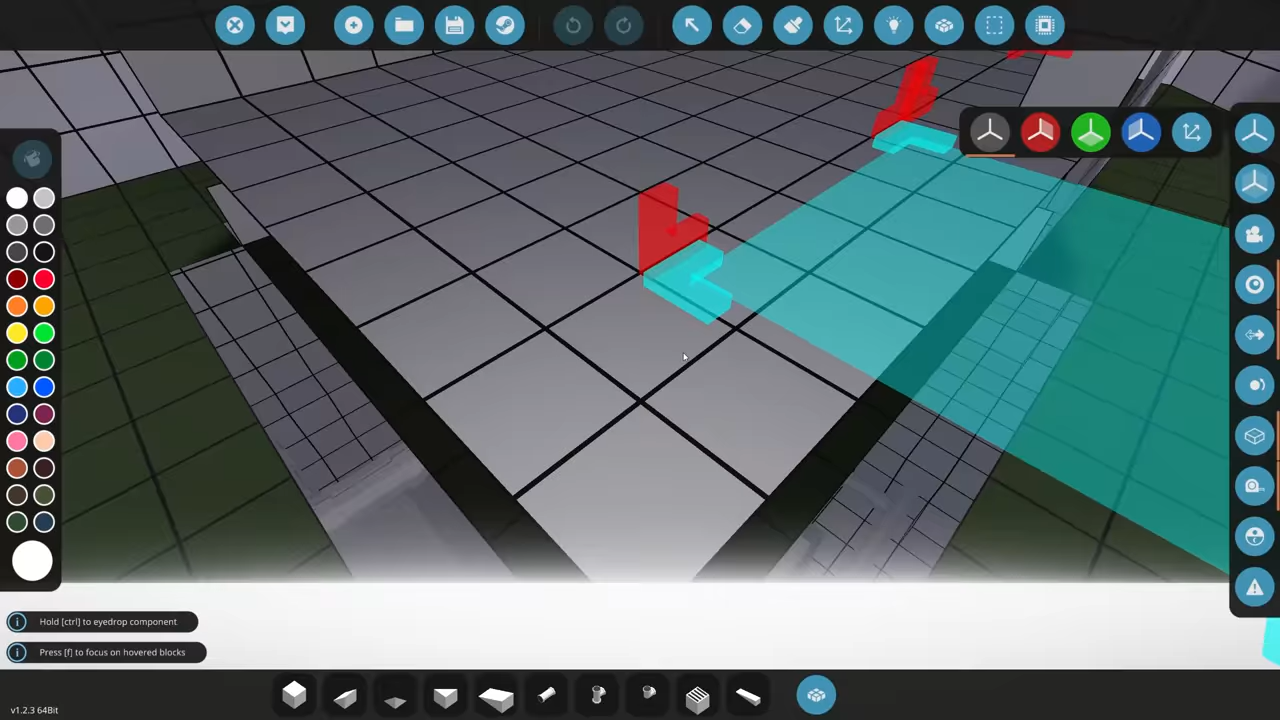 Hold [ctrl] to eyedrop component
Press [f] to focus on hovered blocks
v1.2.3 64Bit